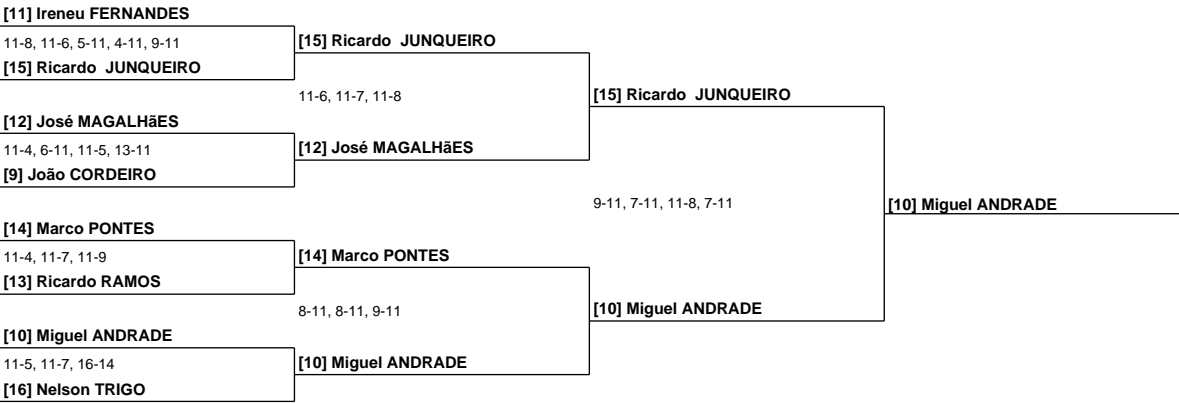 [11] Ireneu FERNANDES
11-8, 11-6, 5-11, 4-11, 9-11
[15] Ricardo  JUNQUEIRO
[12] José MAGALHãES
11-4, 6-11, 11-5, 13-11
[9] João CORDEIRO
[14] Marco PONTES
11-4, 11-7, 11-9
[13] Ricardo RAMOS
[10] Miguel ANDRADE
11-5, 11-7, 16-14
[16] Nelson TRIGO
[15] Ricardo  JUNQUEIRO
11-6, 11-7, 11-8
[12] José MAGALHãES
[14] Marco PONTES
8-11, 8-11, 9-11
[10] Miguel ANDRADE
[15] Ricardo  JUNQUEIRO
9-11, 7-11, 11-8, 7-11
[10] Miguel ANDRADE
[10] Miguel ANDRADE